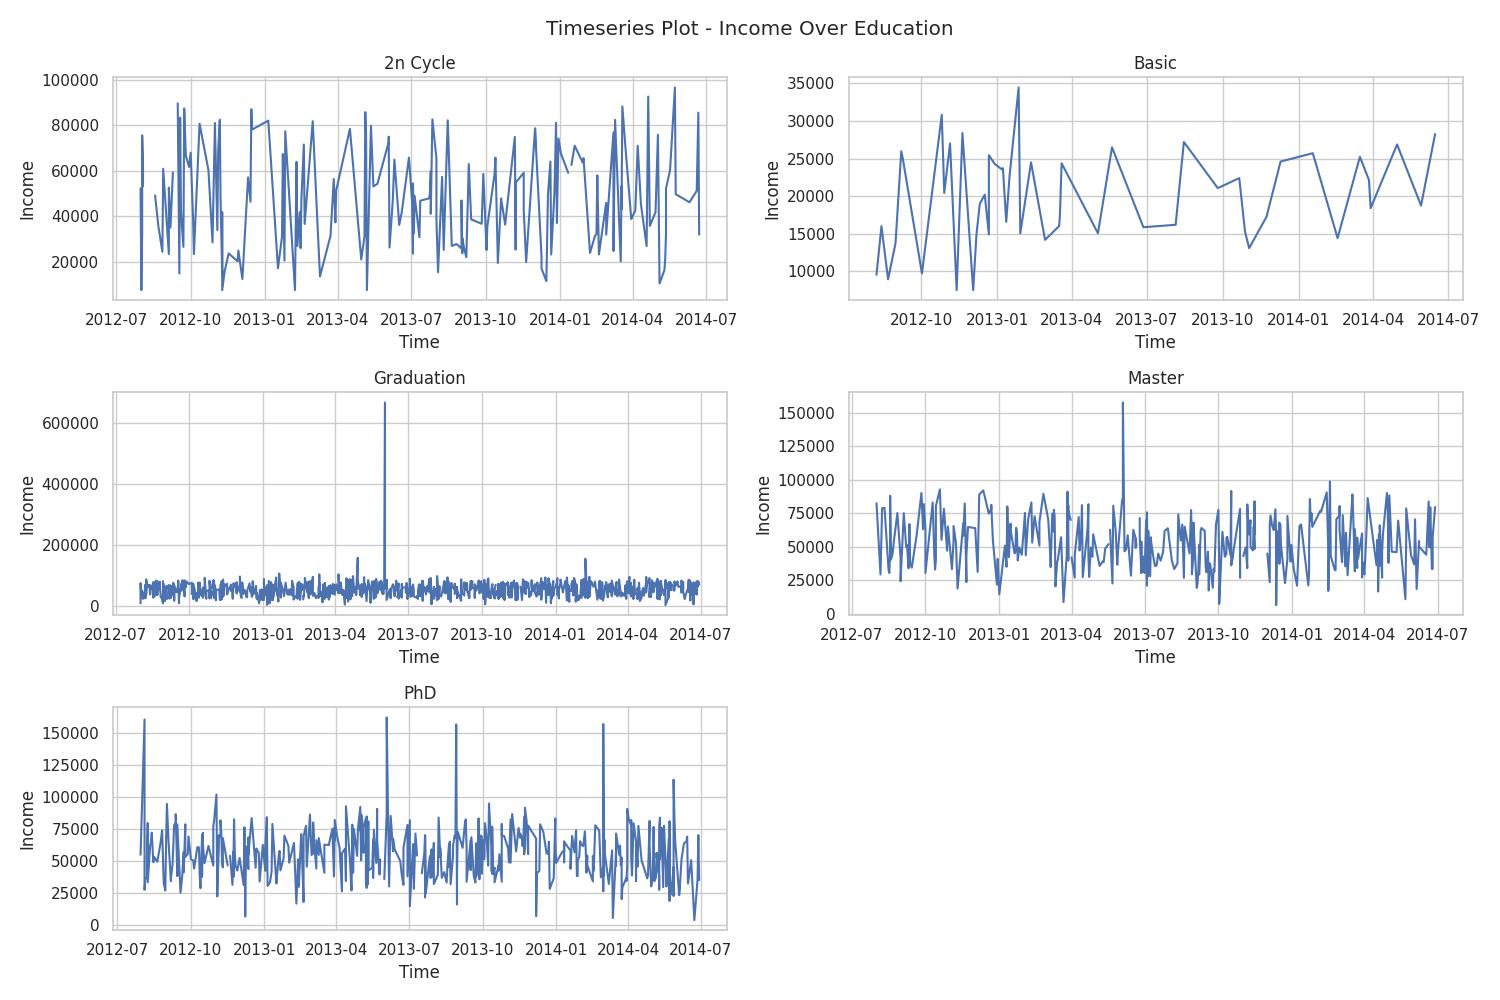 Timeseries Plot - Income Over Education
2n Cycle
100000
80000
60000
40000
20000
Income
2012-07 2012-10 2013-01 2013-04 2013-07 2013-10 2014-01 2014-04 2014-07
Time
Basic
35000
30000
25000
20000
15000
10000
Income
2012-10 2013-01 2013-04 2013-07 2013-10 2014-01 2014-04 2014-07
Time
Graduation
600000
400000
200000
0
Income
2012-07 2012-10 2013-01 2013-04 2013-07 2013-10 2014-01 2014-04 2014-07
Time
Master
150000
125000
100000
75000
50000
25000
0
Income
2012-07 2012-10 2013-01 2013-04 2013-07 2013-10 2014-01 2014-04 2014-07
Time
PhD
150000
125000
100000
75000
50000
25000
0
Income
2012-07 2012-10 2013-01 2013-04 2013-07 2013-10 2014-01 2014-04 2014-07
Time